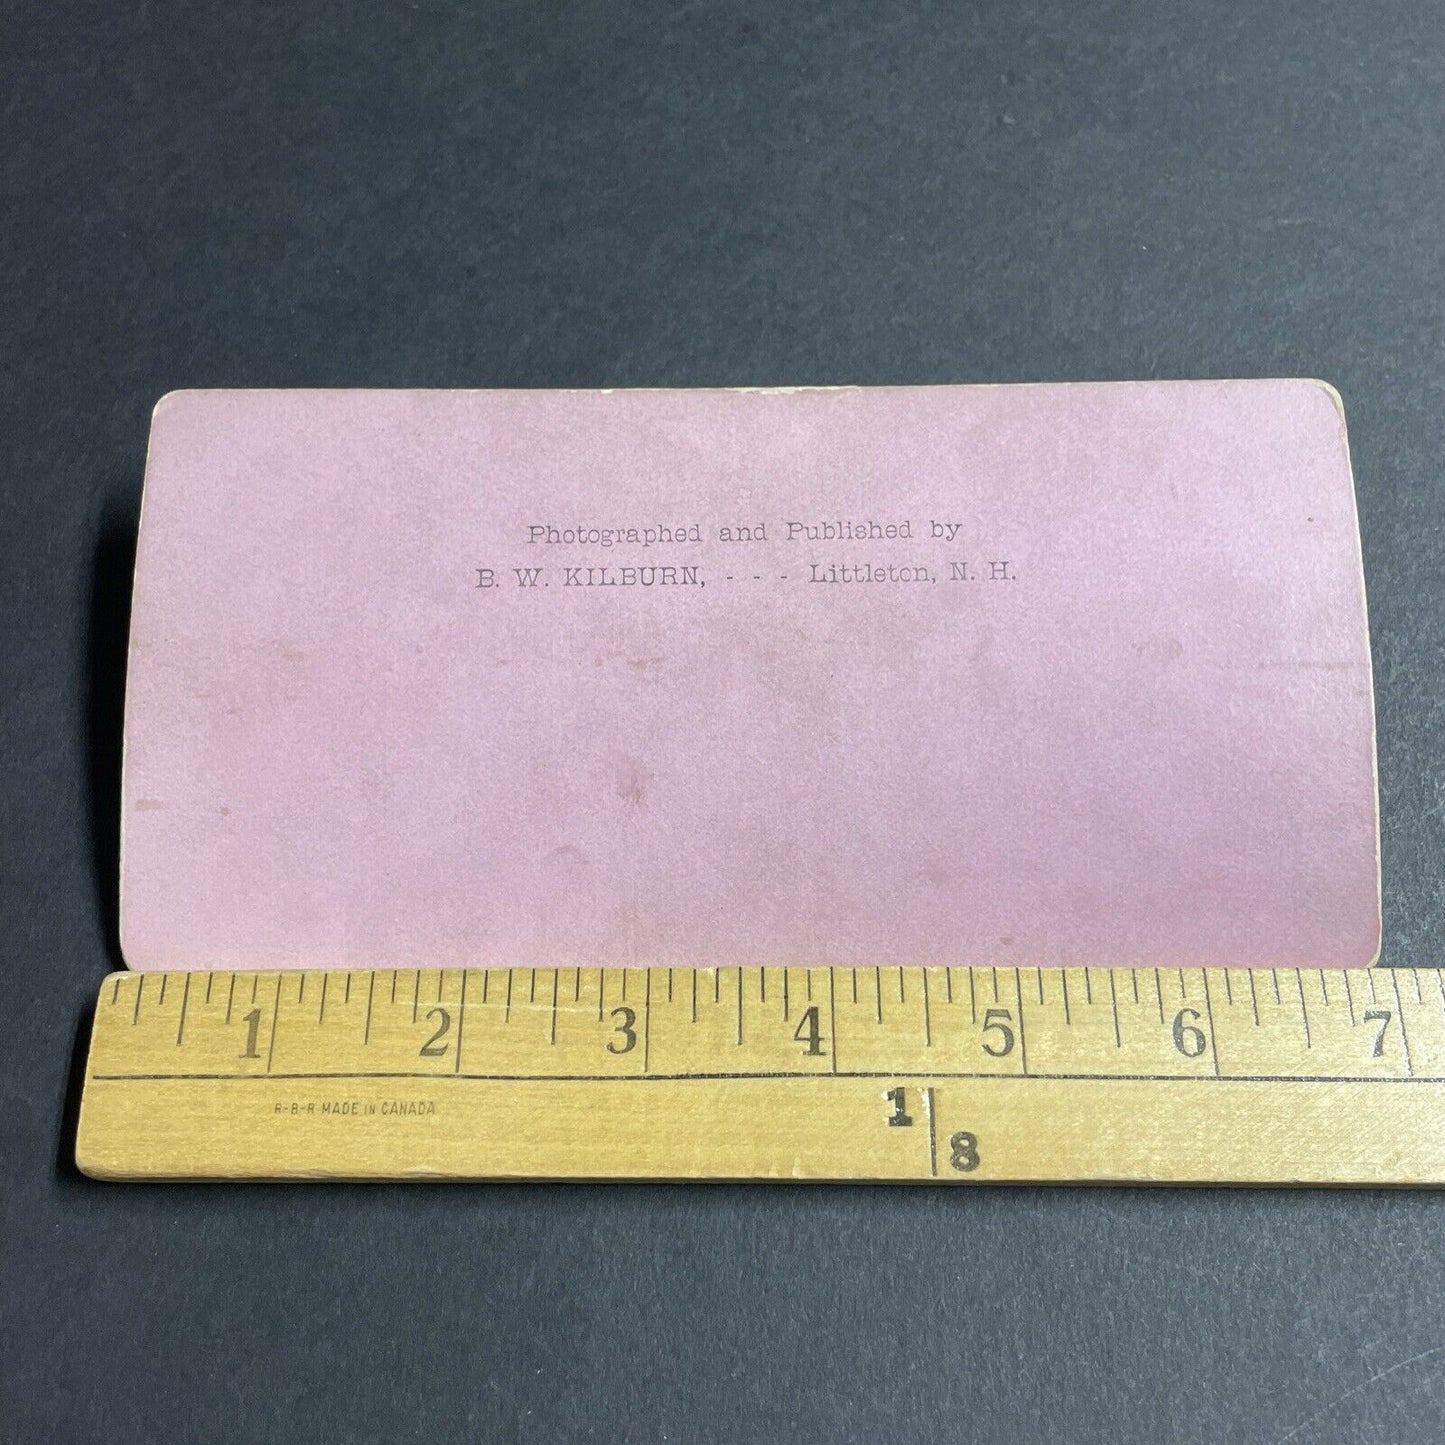 Photographed and Published by
B. W. KILBURN, - - - Littleton, N. H.
1 2 3 4 5 6 7
R-B-R MADE IN CANADA
1
8